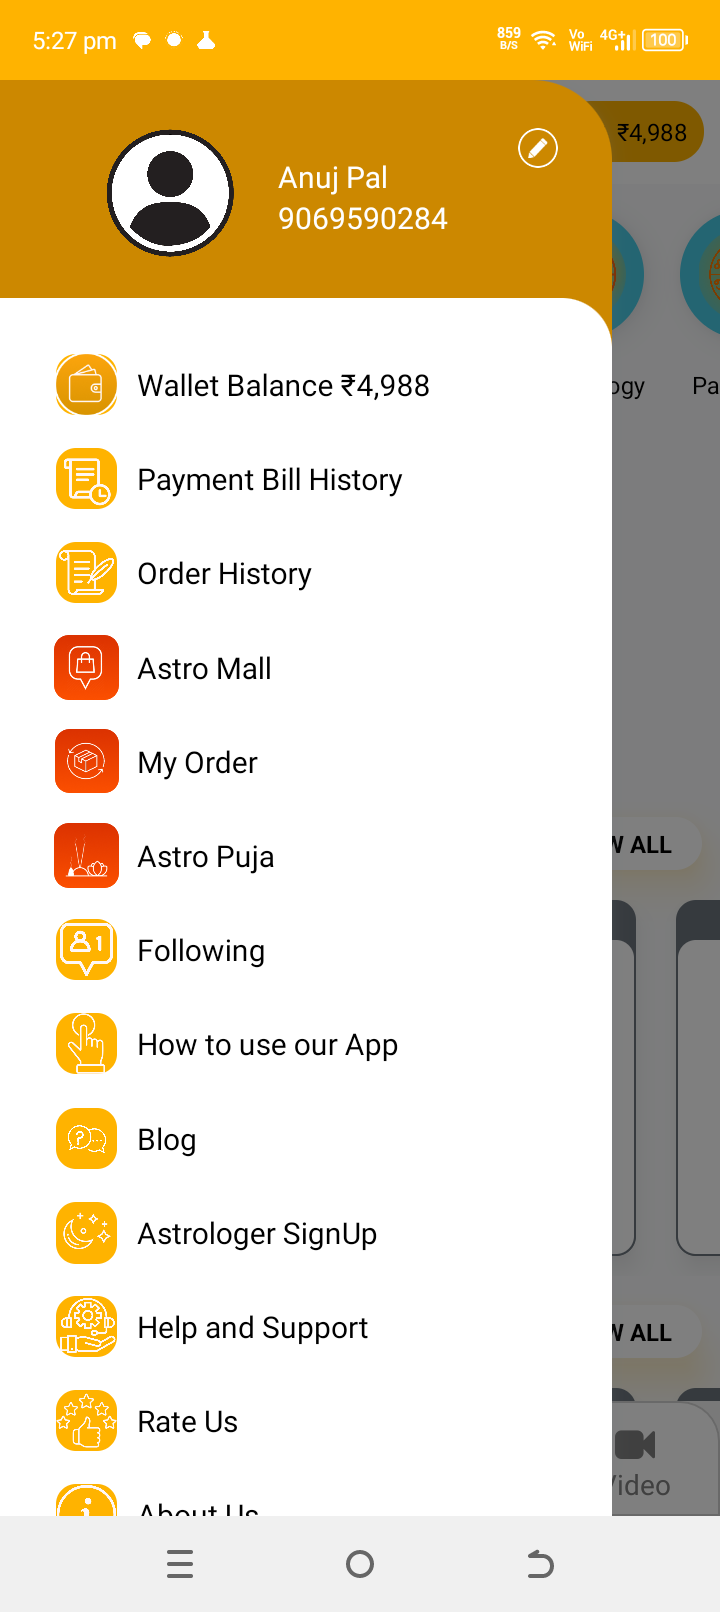 5:27 pm
859
B/S
Vo
WiFi
4G+
100
₹4,988
Anuj Pal
9069590284
Wallet Balance ₹4,988
ogy
Pa
Payment Bill History
Order History
Astro Mall
My Order
W ALL
Astro Puja
Following
How to use our App
Blog
Astrologer SignUp
Help and Support
W ALL
Rate Us
Video
About Us